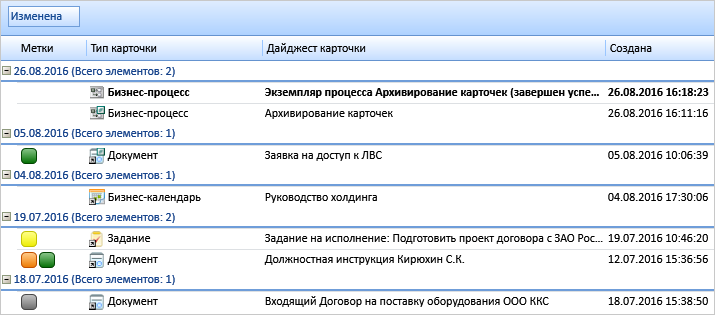 Изменена
Метки Тип карточки Дайджест карточки Создана
26.08.2016 (Всего элементов: 2)
Бизнес-процесс Экземпляр процесса Архивирование карточек (завершен успе... 26.08.2016 16:18:23
Бизнес-процесс Архивирование карточек 26.08.2016 16:11:16
05.08.2016 (Всего элементов: 1)
Документ Заявка на доступ к ЛВС 05.08.2016 10:06:39
04.08.2016 (Всего элементов: 1)
Бизнес-календарь Руководство холдинга 04.08.2016 17:30:06
19.07.2016 (Всего элементов: 2)
Задание Задание на исполнение: Подготовить проект договора с ЗАО Рос... 19.07.2016 10:46:20
Документ Должностная инструкция Кирюхин С.К. 12.07.2016 15:36:56
18.07.2016 (Всего элементов: 1)
Документ Входящий Договор на поставку оборудования ООО ККС 18.07.2016 15:38:50